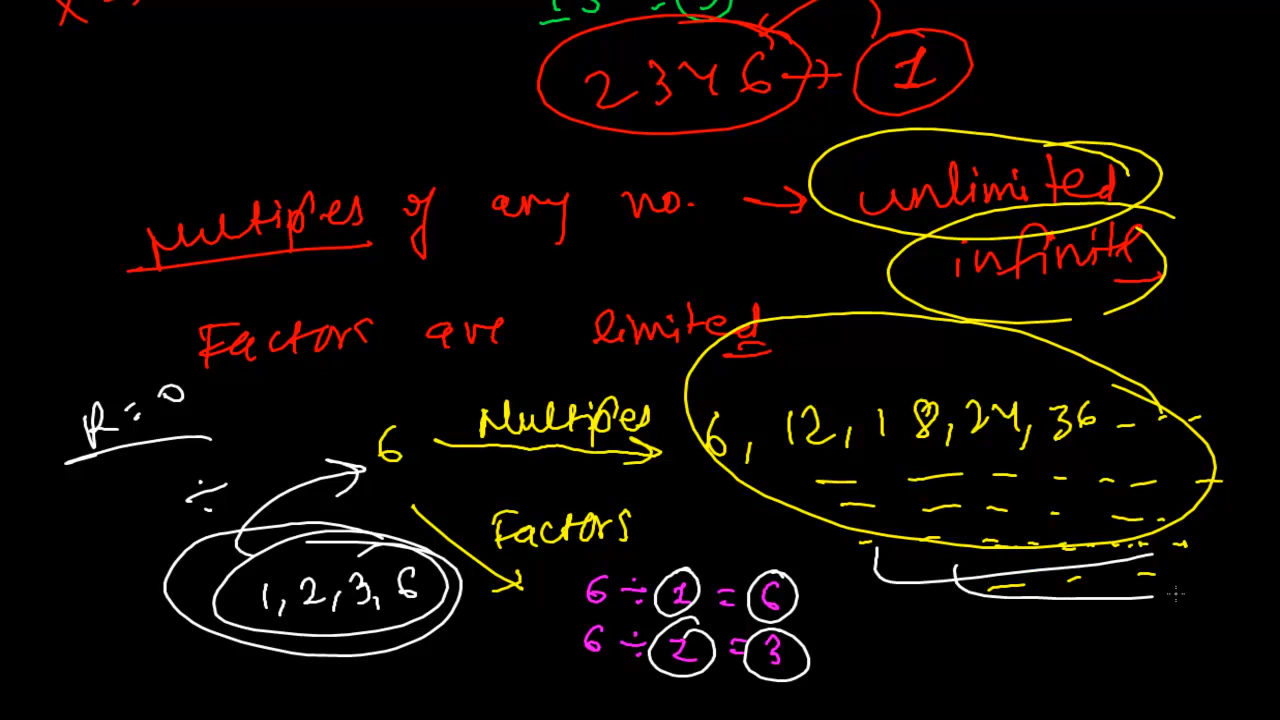 2346 → 1
Multiples of any no. → unlimited
infinite
Factors are limited
R = 0
6 Multiples 6, 12, 18, 24, 36 - - -
÷
Factors
1, 2, 3, 6
6 ÷ 1 = 6
6 ÷ 2 = 3